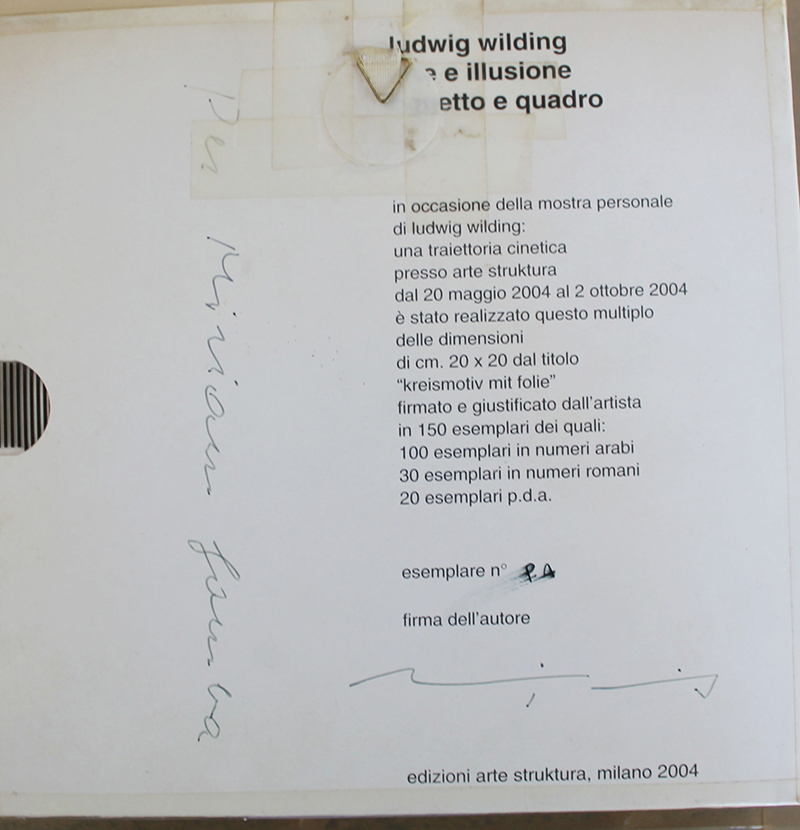 ludwig wilding
e e illusione
etto e quadro
in occasione della mostra personale
di ludwig wilding:
una traiettoria cinetica
presso arte struktura
dal 20 maggio 2004 al 2 ottobre 2004
è stato realizzato questo multiplo
delle dimensioni
di cm. 20 x 20 dal titolo
“kreismotiv mit folie”
firmato e giustificato dall’artista
in 150 esemplari dei quali:
100 esemplari in numeri arabi
30 esemplari in numeri romani
20 esemplari p.d.a.
esemplare n° PA
firma dell’autore
edizioni arte struktura, milano 2004
Per